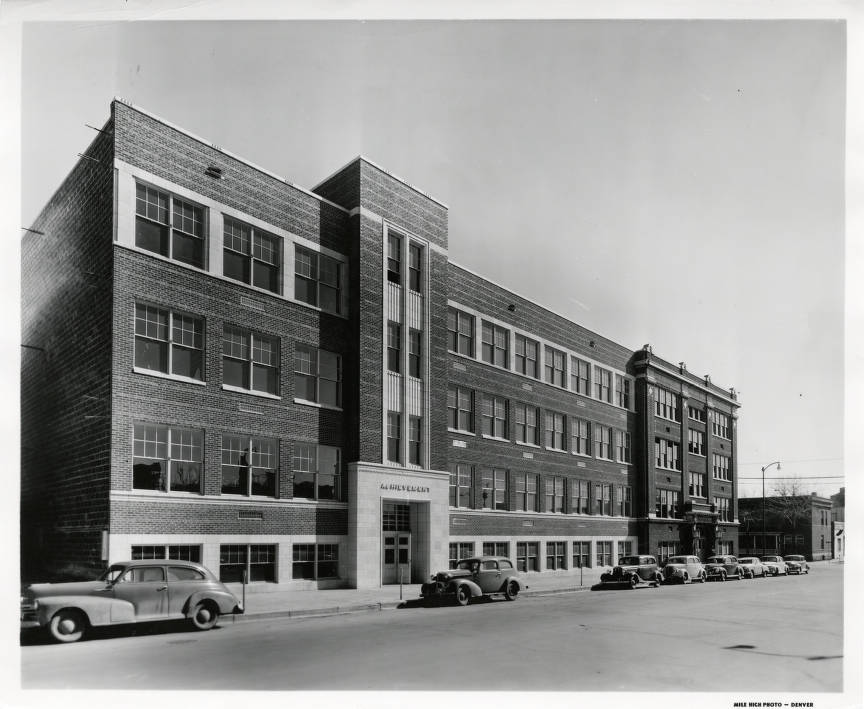 ACHIEVEMENT
MILE HIGH PHOTO — DENVER